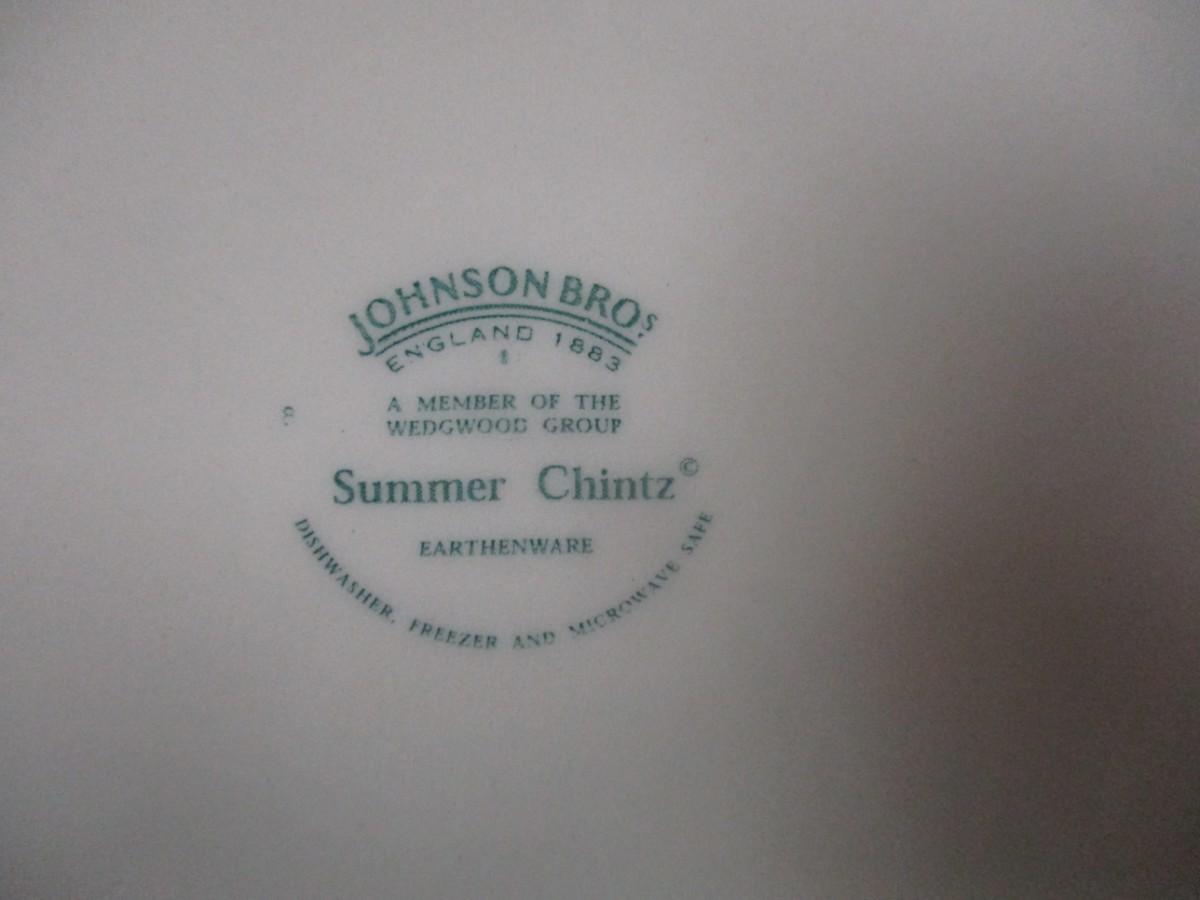 JOHNSON BROS
ENGLAND 1883
A MEMBER OF THE
WEDGWOOD GROUP
Summer Chintz©
EARTHENWARE
DISHWASHER, FREEZER AND MICROWAVE SAFE